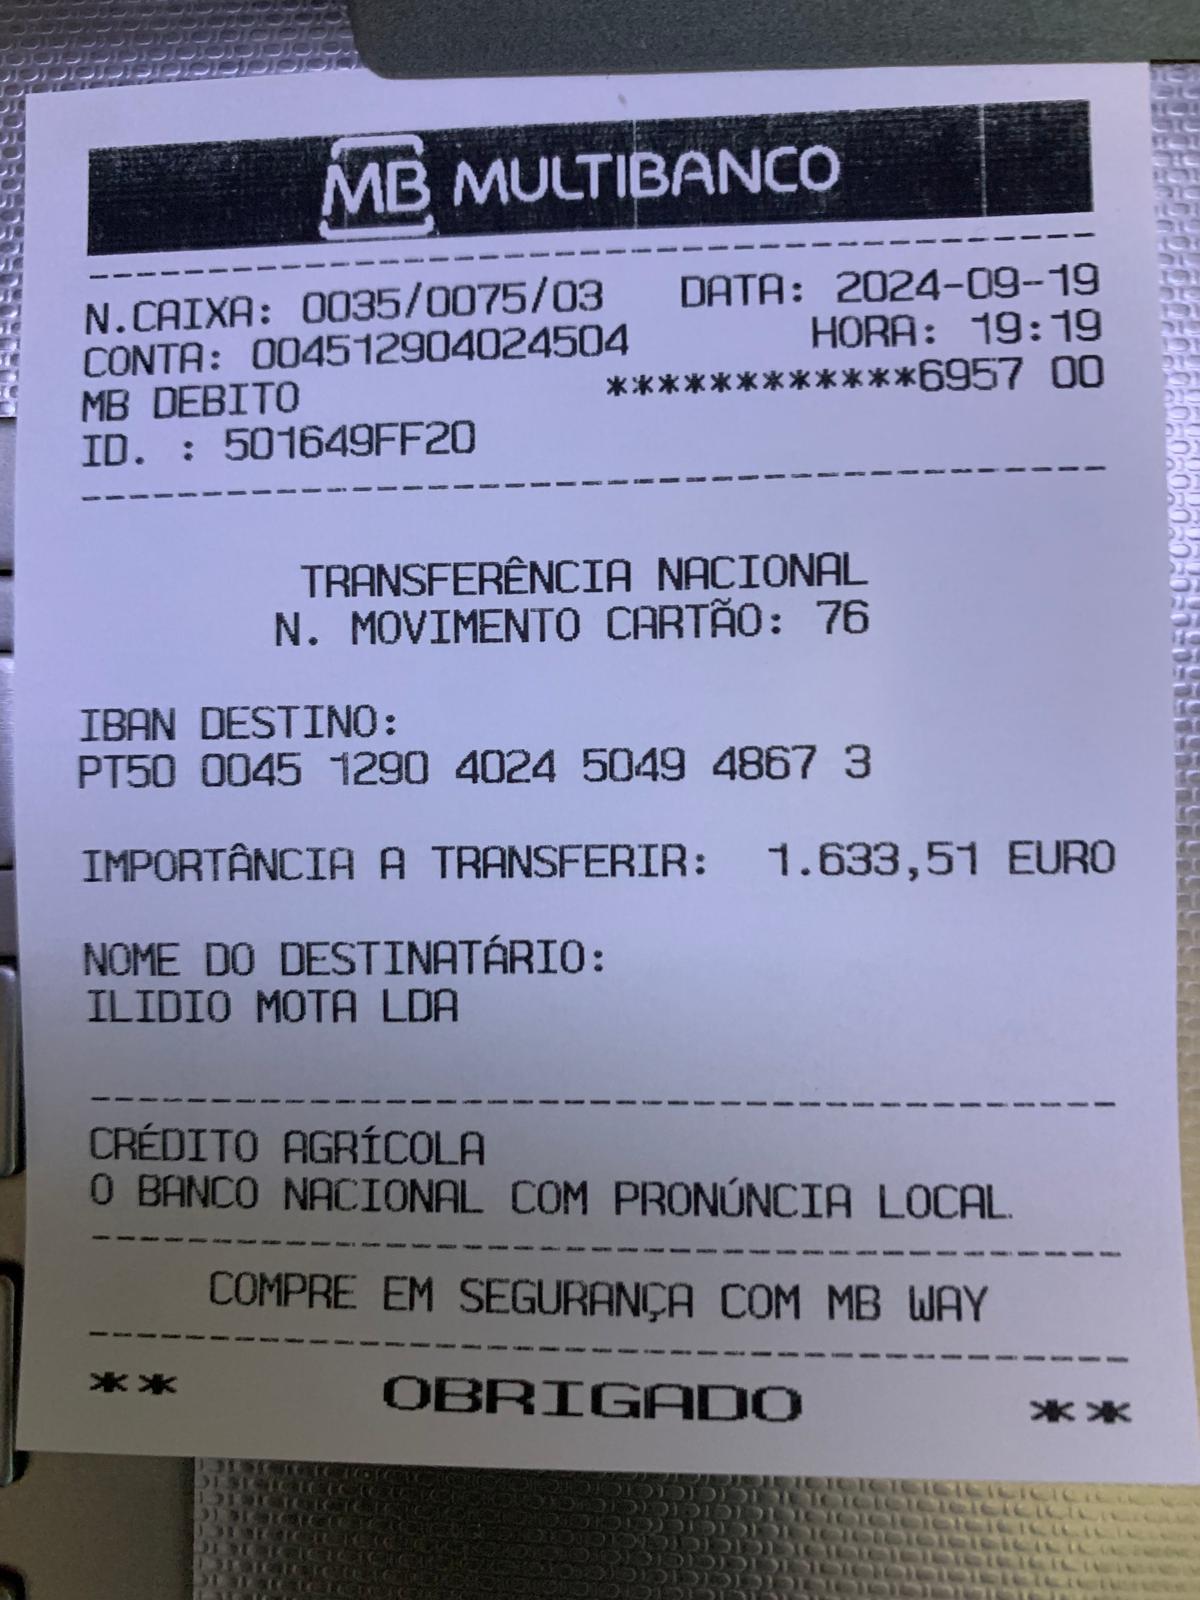 MB MULTIBANCO
N.CAIXA: 0035/0075/03 DATA: 2024-09-19
CONTA: 004512904024504 HORA: 19:19
MB DEBITO ************6957 00
ID. : 501649FF20
TRANSFERÊNCIA NACIONAL
N. MOVIMENTO CARTÃO: 76
IBAN DESTINO:
PT50 0045 1290 4024 5049 4867 3
IMPORTÂNCIA A TRANSFERIR: 1.633,51 EURO
NOME DO DESTINATÁRIO:
ILIDIO MOTA LDA
CRÉDITO AGRÍCOLA
O BANCO NACIONAL COM PRONÚNCIA LOCAL.
COMPRE EM SEGURANÇA COM MB WAY
** OBRIGADO **